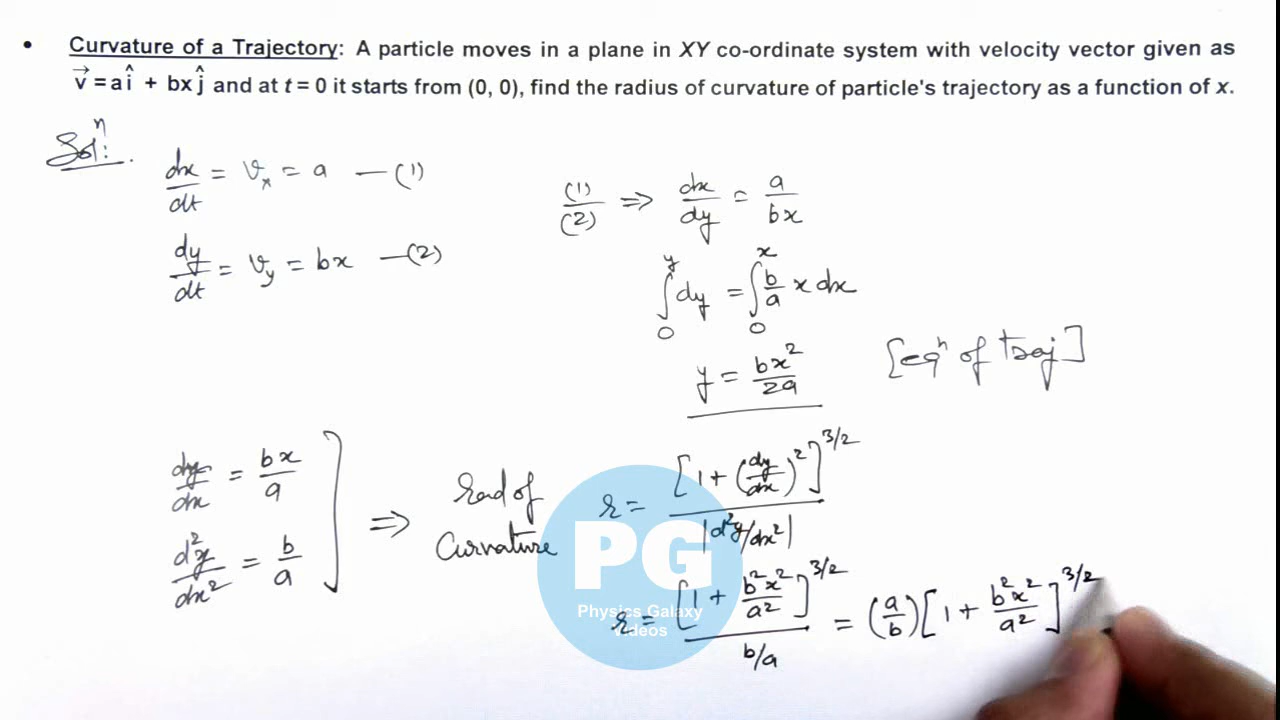 • Curvature of a Trajectory: A particle moves in a plane in XY co-ordinate system with velocity vector given as
v⃗ = aî + bxĵ and at t = 0 it starts from (0, 0), find the radius of curvature of particle's trajectory as a function of x.
Solⁿ:
dx/dt = vₓ = a —(1)
dy/dt = v_y = bx —(2)
(1)/(2) ⇒ dx/dy = a/bx
∫₀^y dy = ∫₀^x b/a x dx
y = bx²/2a [eqⁿ of traj]
dy/dx = bx/a
d²y/dx² = b/a
⇒ Rad of Curvature r = [1 + (dy/dx)²]^3/2 / |d²y/dx²|
r = [1 + b²x²/a²]^3/2 / b/a = (a/b)[1 + b²x²/a²]^3/2
PG
Physics Galaxy
Videos